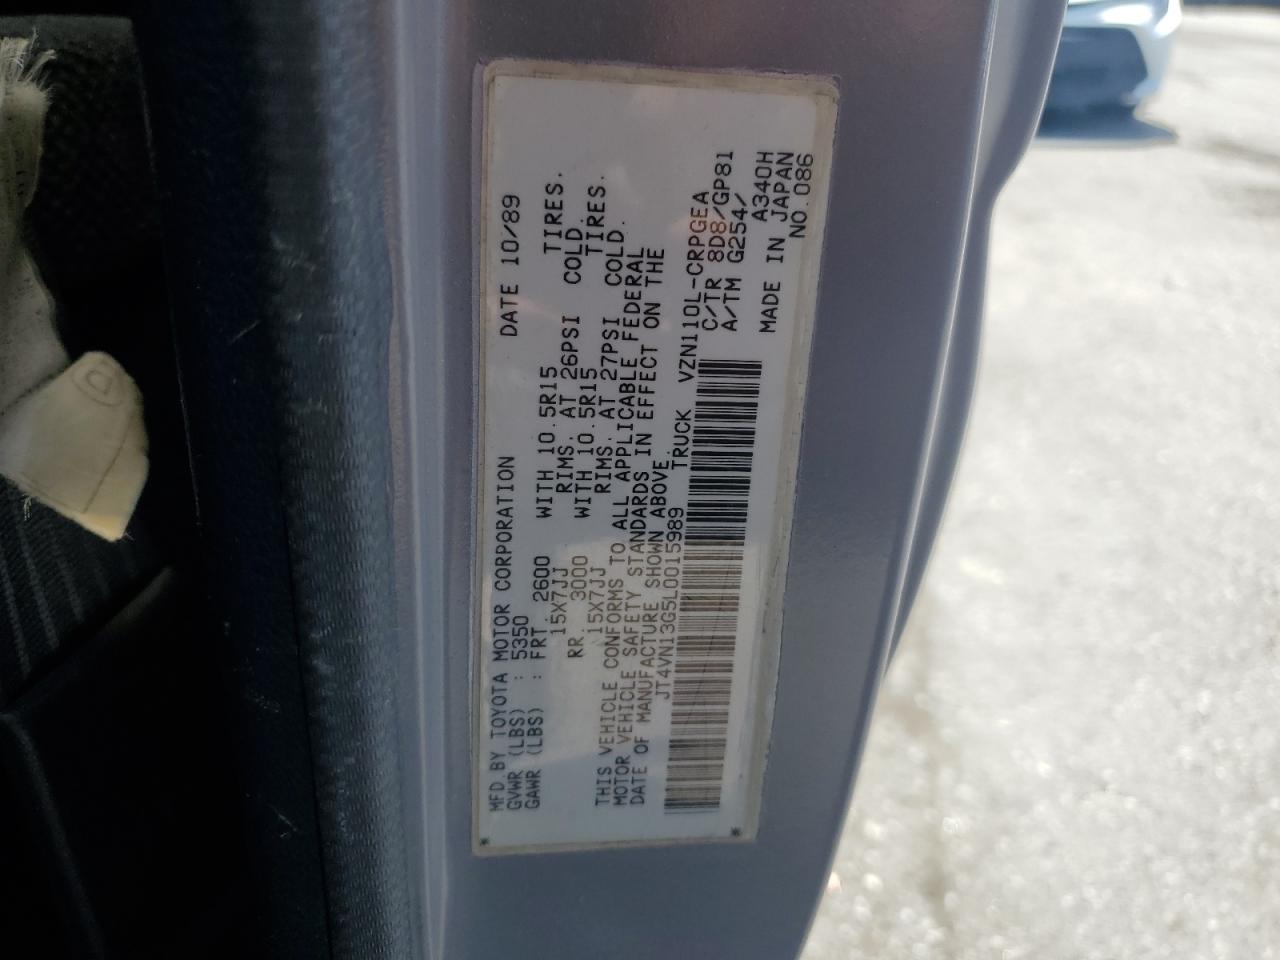 MFD. BY TOYOTA MOTOR CORPORATION DATE 10/89
GVWR (LBS) : 5350
GAWR (LBS) : FRT. 2600 WITH 10.5R15 TIRES.
15X7JJ RIMS. AT 26PSI COLD.
RR. 3000 WITH 10.5R15 TIRES.
15X7JJ RIMS. AT 27PSI COLD.
THIS VEHICLE CONFORMS TO ALL APPLICABLE FEDERAL
MOTOR VEHICLE SAFETY STANDARDS IN EFFECT ON THE
DATE OF MANUFACTURE SHOWN ABOVE.
JT4VN13G5L0015989 TRUCK VZN110L-CRPGEA
C/TR 8D8/GP81
A/TM G254/
A340H
MADE IN JAPAN
NO.086